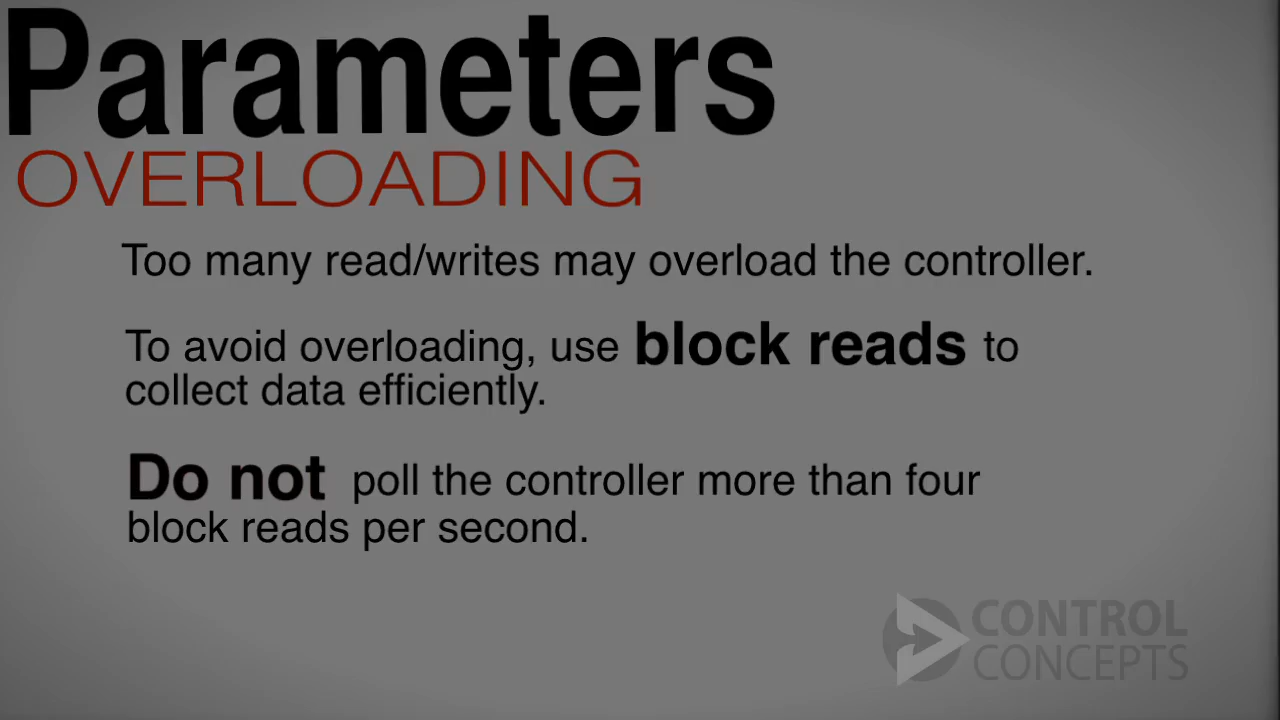 Parameters
OVERLOADING
Too many read/writes may overload the controller.
To avoid overloading, use block reads to
collect data efficiently.
Do not poll the controller more than four
block reads per second.
CONTROL
CONCEPTS